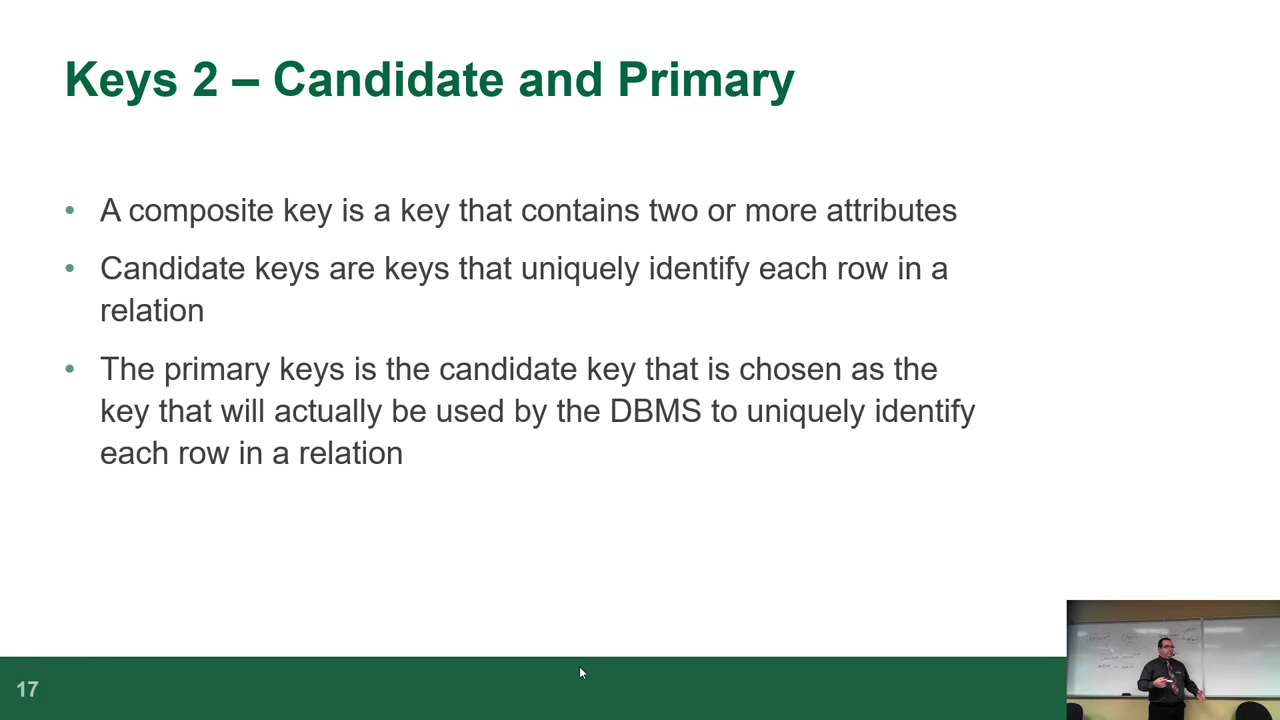 Keys 2 – Candidate and Primary
• A composite key is a key that contains two or more attributes
• Candidate keys are keys that uniquely identify each row in a
relation
• The primary keys is the candidate key that is chosen as the
key that will actually be used by the DBMS to uniquely identify
each row in a relation
17